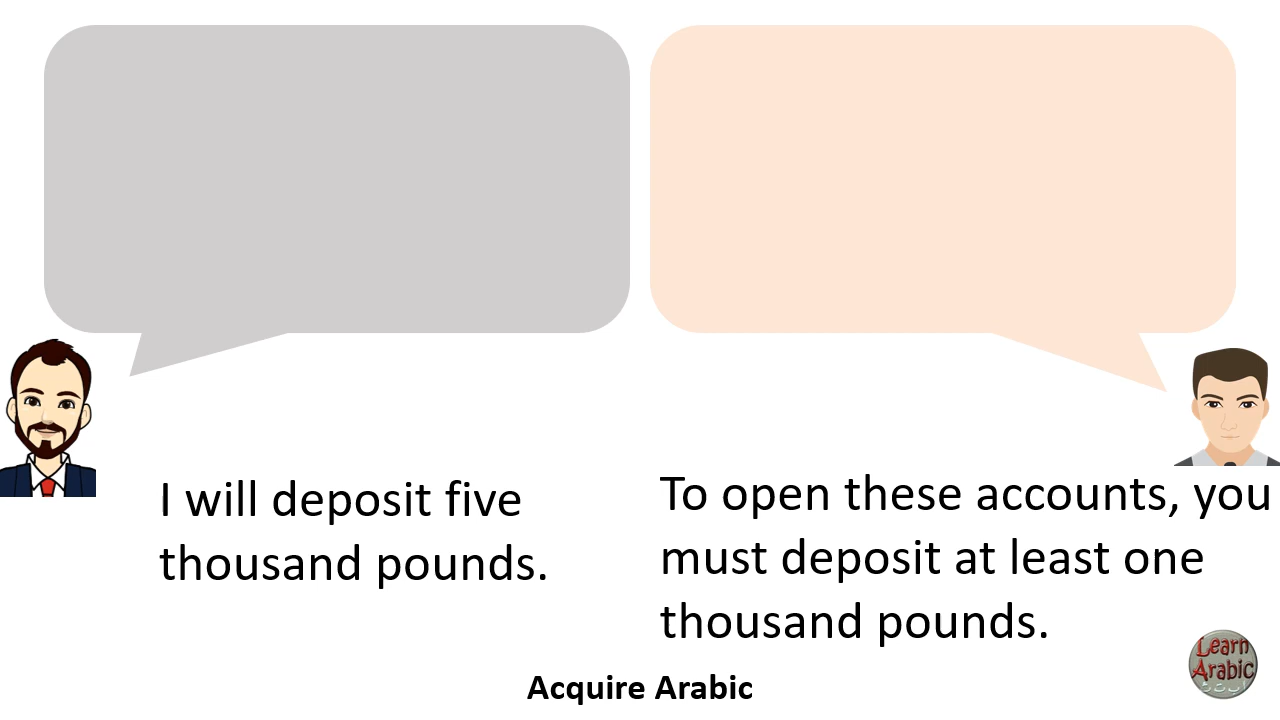 I will deposit five
thousand pounds.
To open these accounts, you
must deposit at least one
thousand pounds.
Acquire Arabic
Learn
Arabic